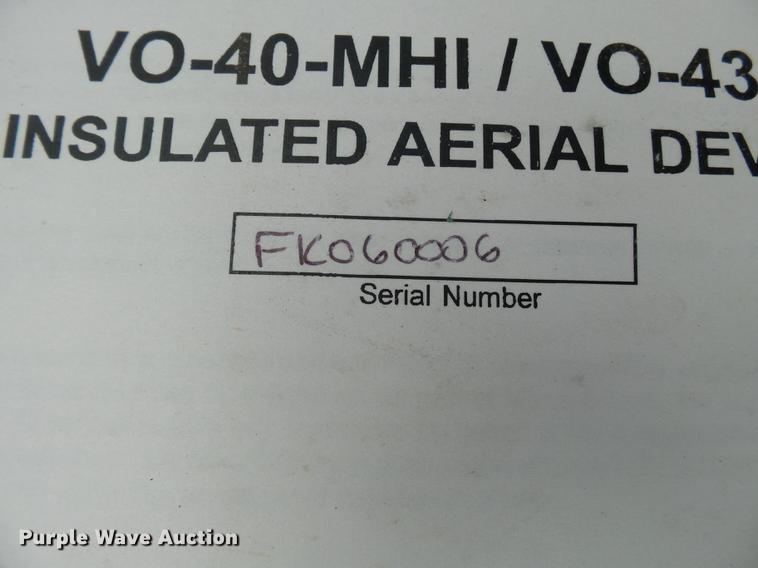 VO-40-MHI / VO-43
INSULATED AERIAL DEV
FK060006
Serial Number
Purple Wave Auction